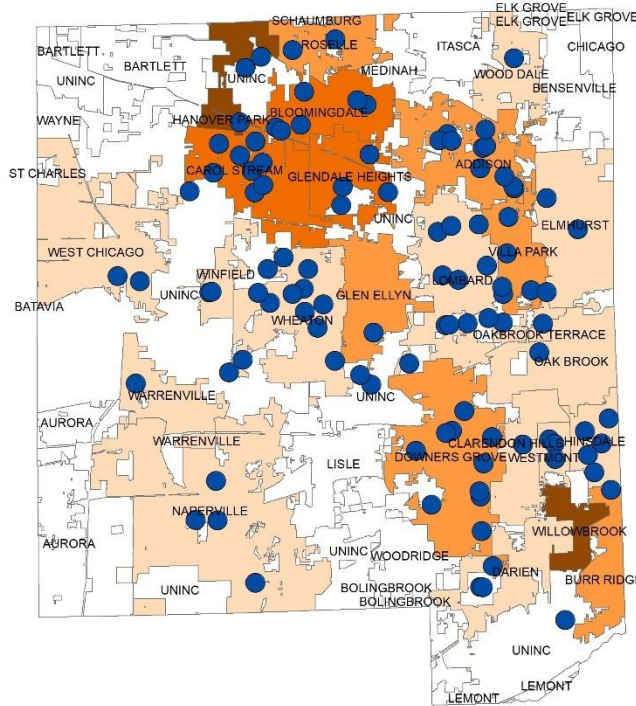 ELK GROVE
ELK GROVE
ELK GROVE
SCHAUMBURG
ROSELLE
BARTLETT
ITASCA
CHICAGO
BARTLETT
MEDINAH
UNINC
UNINC
WOOD DALE
BENSENVILLE
WAYNE
HANOVER PARK
BLOOMINGDALE
ADDISON
ST CHARLES
CAROL STREAM
GLENDALE HEIGHTS
UNINC
ELMHURST
WEST CHICAGO
VILLA PARK
WINFIELD
LOMBARD
UNINC
GLEN ELLYN
BATAVIA
WHEATON
OAKBROOK TERRACE
OAK BROOK
WARRENVILLE
UNINC
AURORA
WARRENVILLE
CLARENDON HILLS
HINSDALE
DOWNERS GROVE
WESTMONT
LISLE
NAPERVILLE
WILLOWBROOK
AURORA
UNINC
WOODRIDGE
DARIEN
BURR RIDGE
UNINC
BOLINGBROOK
BOLINGBROOK
UNINC
LEMONT
LEMONT